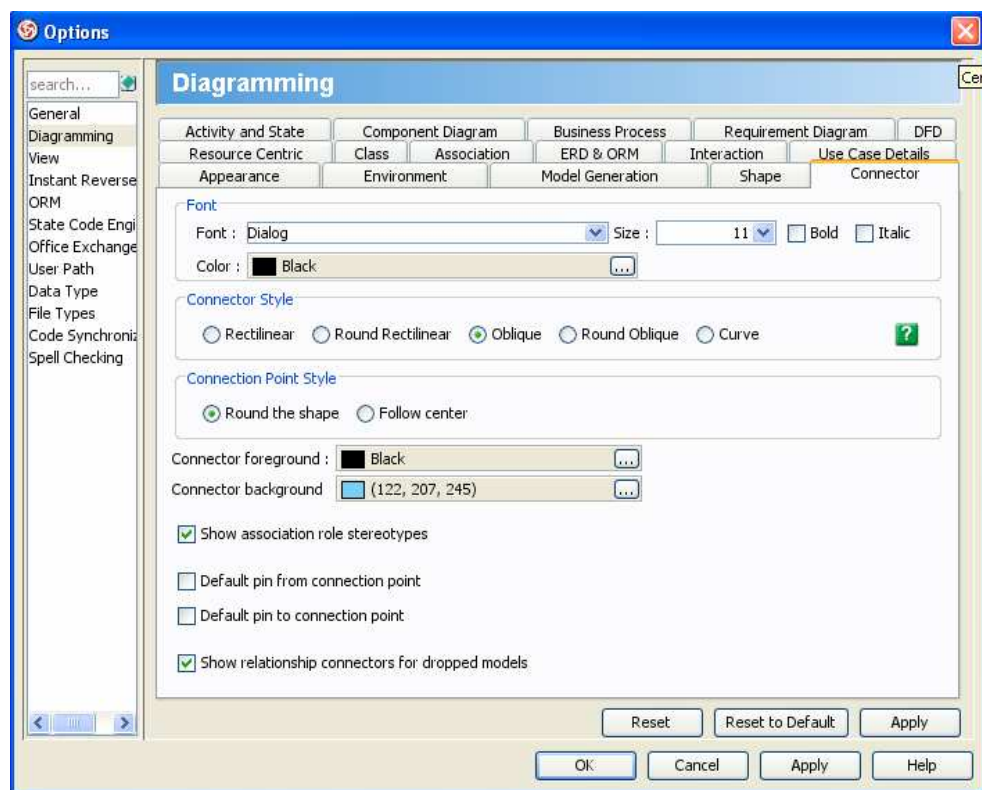 Options
search...
Cer
General
Diagramming
View
Instant Reverse
ORM
State Code Engi
Office Exchange
User Path
Data Type
File Types
Code Synchroniz
Spell Checking
Diagramming
Activity and State Component Diagram Business Process Requirement Diagram DFD
Resource Centric Class Association ERD & ORM Interaction Use Case Details
Appearance Environment Model Generation Shape Connector
Font
Font : Dialog Size : 11 Bold Italic
Color : Black ...
Connector Style
Rectilinear Round Rectilinear Oblique Round Oblique Curve ?
Connection Point Style
Round the shape Follow center
Connector foreground : Black ...
Connector background (122, 207, 245) ...
Show association role stereotypes
Default pin from connection point
Default pin to connection point
Show relationship connectors for dropped models
Reset Reset to Default Apply
OK Cancel Apply Help